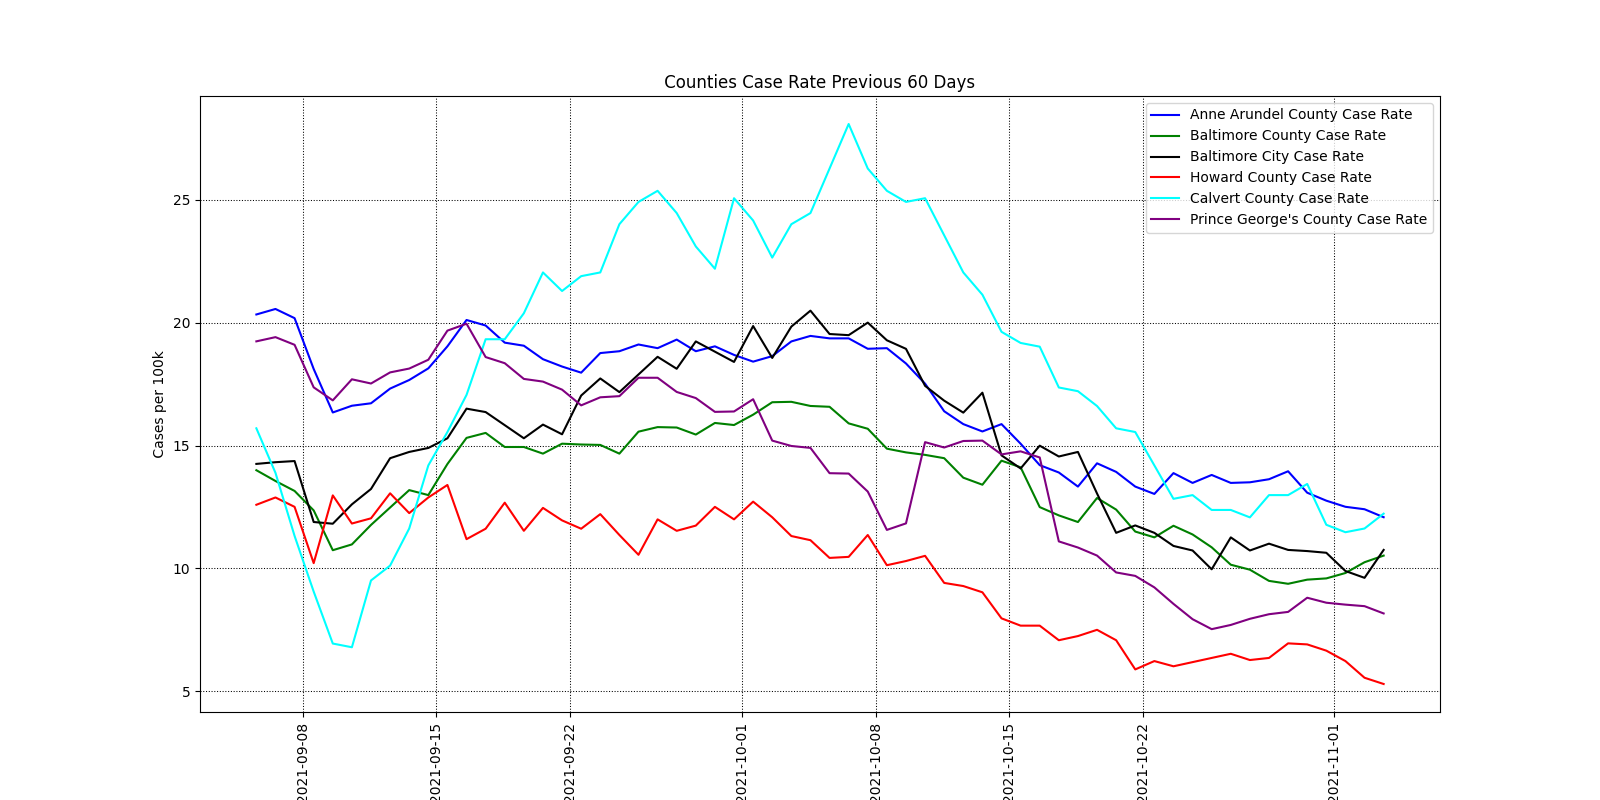 Counties Case Rate Previous 60 Days
Anne Arundel County Case Rate
Baltimore County Case Rate
Baltimore City Case Rate
Howard County Case Rate
Calvert County Case Rate
Prince George's County Case Rate
Cases per 100k
25
20
15
10
5
2021-09-08
2021-09-15
2021-09-22
2021-10-01
2021-10-08
2021-10-15
2021-10-22
2021-11-01